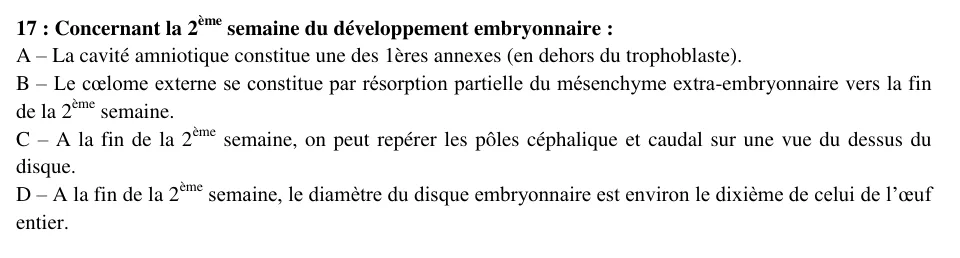 17 : Concernant la 2ème semaine du développement embryonnaire :
A – La cavité amniotique constitue une des 1ères annexes (en dehors du trophoblaste).
B – Le cœlome externe se constitue par résorption partielle du mésenchyme extra-embryonnaire vers la fin
de la 2ème semaine.
C – A la fin de la 2ème semaine, on peut repérer les pôles céphalique et caudal sur une vue du dessus du
disque.
D – A la fin de la 2ème semaine, le diamètre du disque embryonnaire est environ le dixième de celui de l’œuf
entier.